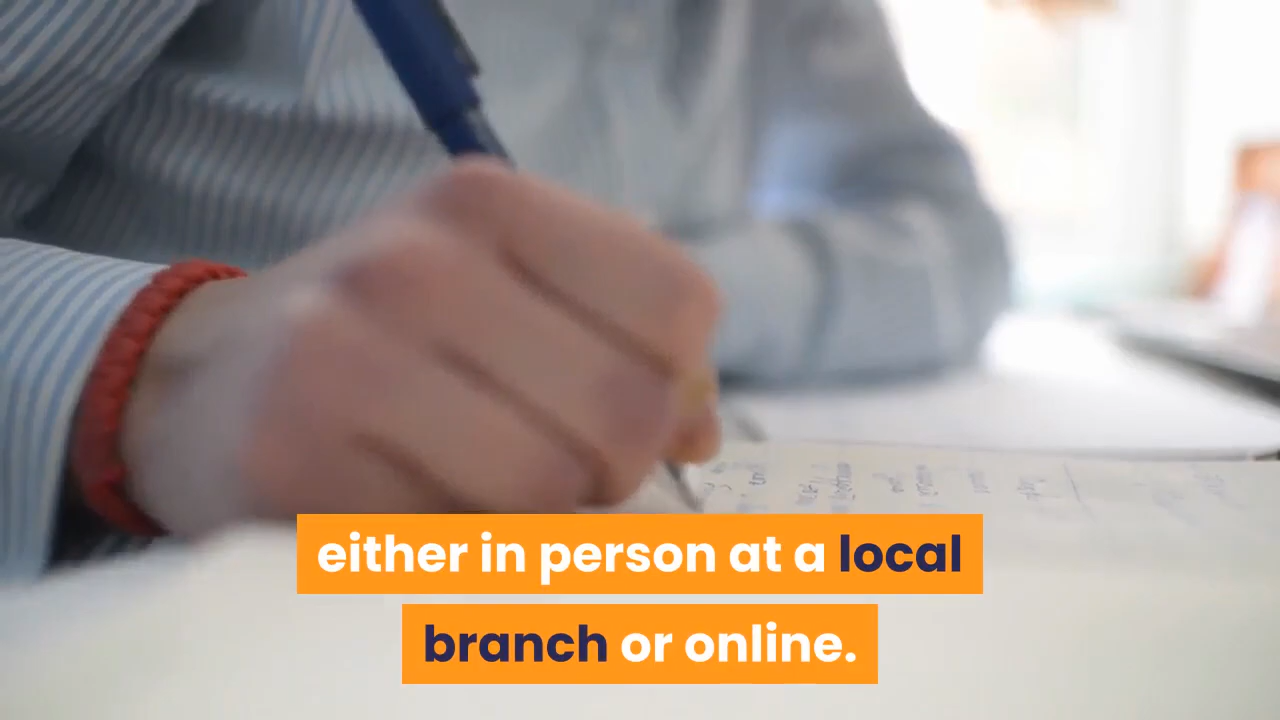 either in person at a local
branch or online.